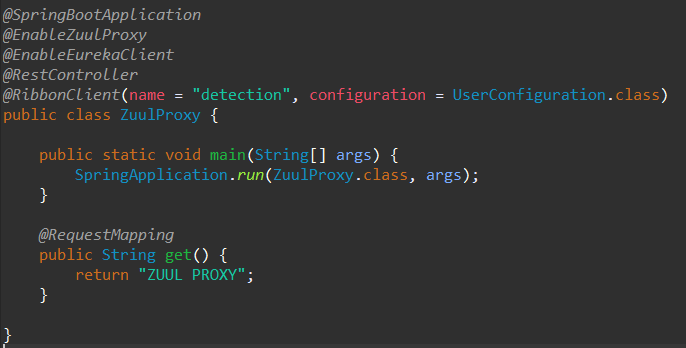 @SpringBootApplication
@EnableZuulProxy
@EnableEurekaClient
@RestController
@RibbonClient(name = "detection", configuration = UserConfiguration.class)
public class ZuulProxy {
    public static void main(String[] args) {
        SpringApplication.run(ZuulProxy.class, args);
    }
    @RequestMapping
    public String get() {
        return "ZUUL PROXY";
    }
}